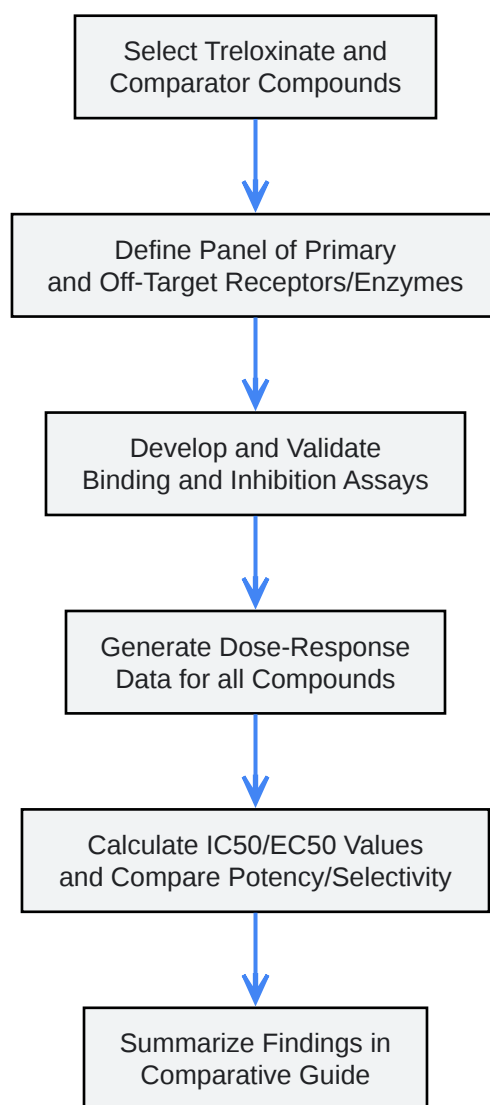 Select Treloxinate and
Comparator Compounds
Define Panel of Primary
and Off-Target Receptors/Enzymes
Develop and Validate
Binding and Inhibition Assays
Generate Dose-Response
Data for all Compounds
Calculate IC50/EC50 Values
and Compare Potency/Selectivity
Summarize Findings in
Comparative Guide